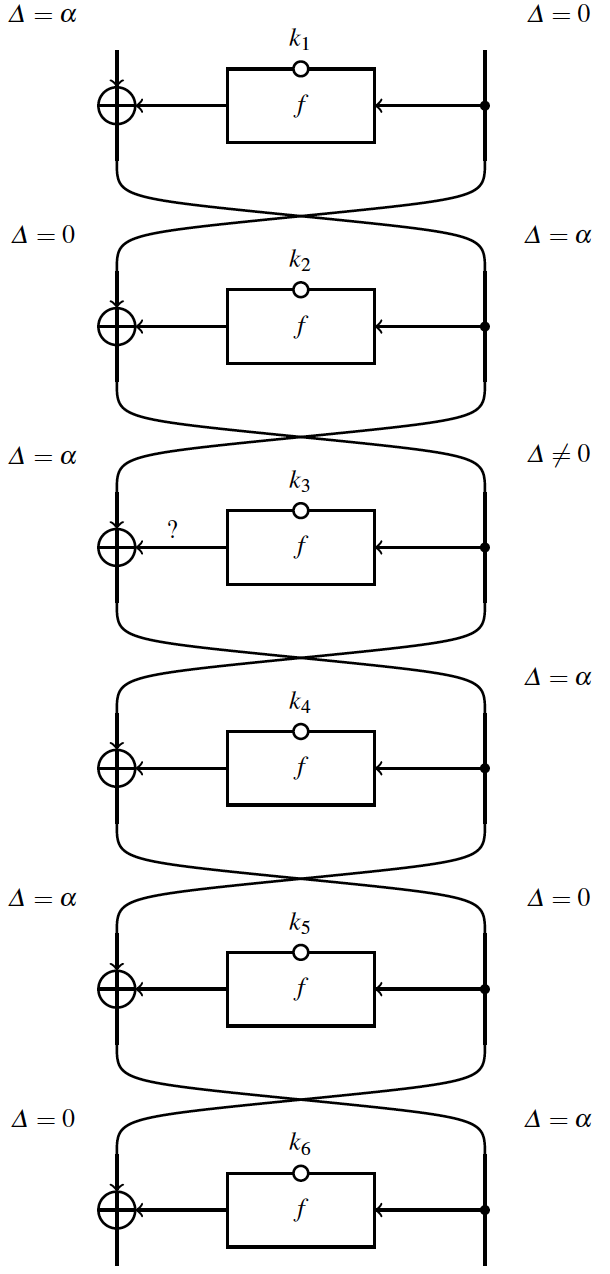 Δ = α Δ = 0
k₁
f
Δ = 0 Δ = α
k₂
f
Δ = α Δ ≠ 0
k₃
? f
Δ = α
k₄
f
Δ = α Δ = 0
k₅
f
Δ = 0 Δ = α
k₆
f